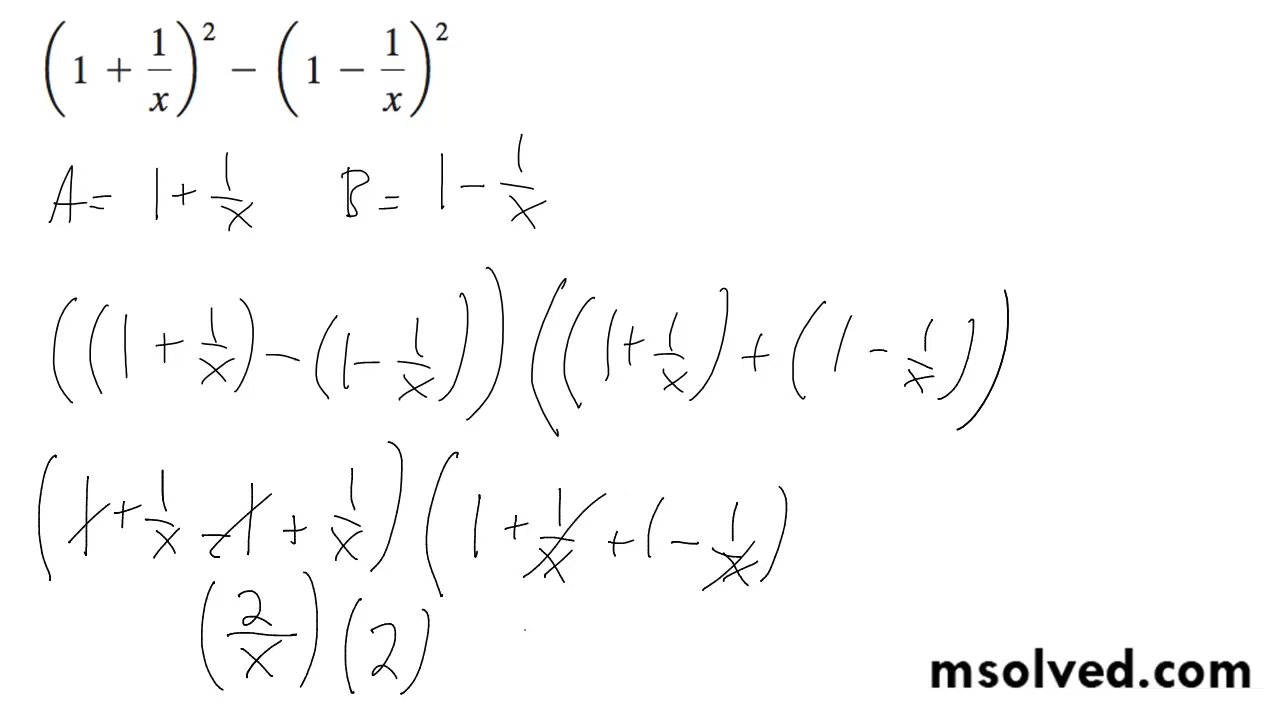 (1 + 1/x)² − (1 − 1/x)²
A = 1 + 1/x B = 1 − 1/x
((1 + 1/x) − (1 − 1/x)) ((1 + 1/x) + (1 − 1/x))
(1 + 1/x − 1 + 1/x) (1 + 1/x + 1 − 1/x)
(2/x) (2)
msolved.com